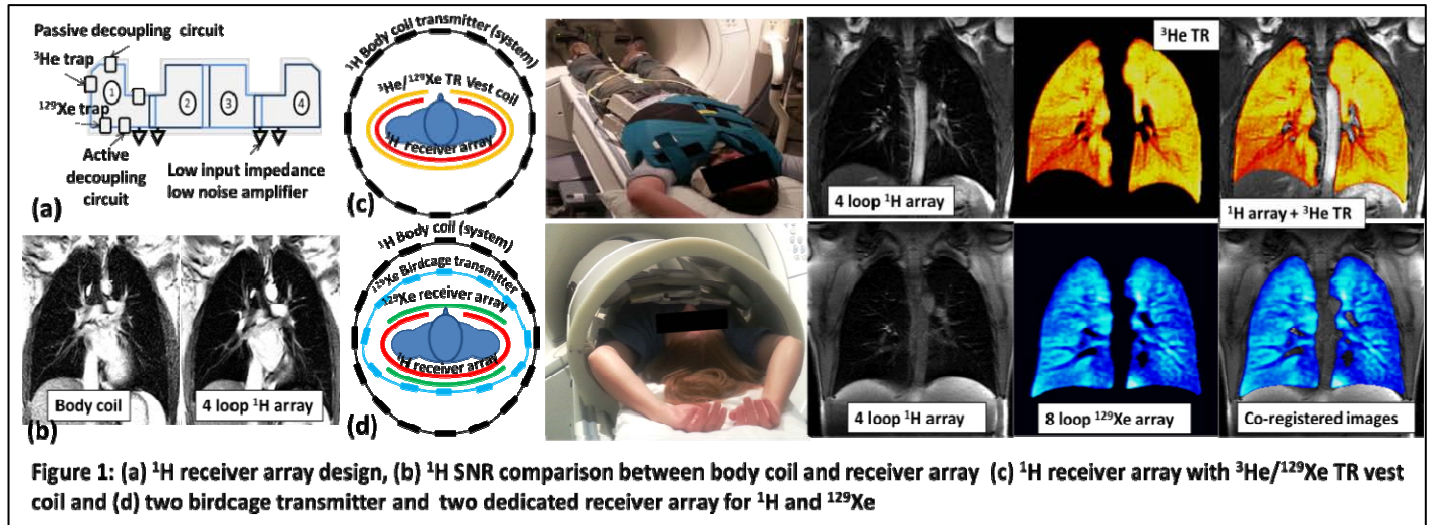 Passive decoupling circuit
³He trap
¹²⁹Xe trap
1
2
3
4
Active
decoupling
circuit
Low input impedance
low noise amplifier
(a)
Body coil
4 loop ¹H array
(b)
¹H Body coil transmitter (system)
³He/¹²⁹Xe TR Vest coil
¹H receiver array
(c)
4 loop ¹H array
³He TR
¹H array + ³He TR
¹H Body coil (system)
¹²⁹Xe Birdcage transmitter
¹²⁹Xe receiver array
¹H receiver array
(d)
4 loop ¹H array
8 loop ¹²⁹Xe array
Co-registered images
Figure 1: (a) ¹H receiver array design, (b) ¹H SNR comparison between body coil and receiver array (c) ¹H receiver array with ³He/¹²⁹Xe TR vest
coil and (d) two birdcage transmitter and two dedicated receiver array for ¹H and ¹²⁹Xe